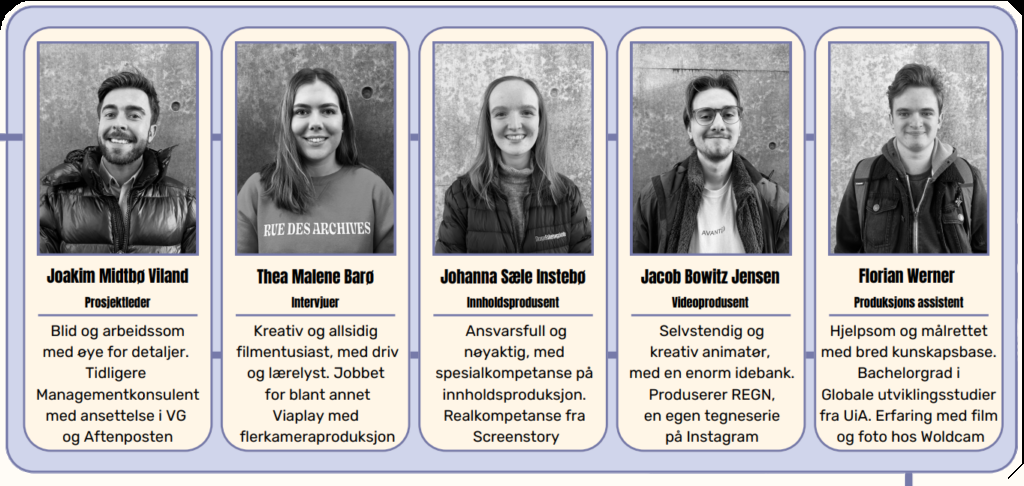 RUE DES ARCHIVES
AVANTI
Joakim Midtbø Viland
Prosjektleder
Blid og arbeidssom
med øye for detaljer.
Tidligere
Managementkonsulent
med ansettelse i VG
og Aftenposten
Thea Malene Barø
Intervjuer
Kreativ og allsidig
filmentusiast, med driv
og lærelyst. Jobbet
for blant annet
Viaplay med
flerkameraproduksjon
Johanna Sæle Instebø
Innholdsprodusent
Ansvarsfull og
nøyaktig, med
spesialkompetanse på
innholdsproduksjon.
Realkompetanse fra
Screenstory
Jacob Bowitz Jensen
Videoprodusent
Selvstendig og
kreativ animatør,
med en enorm idebank.
Produserer REGN,
en egen tegneserie
på Instagram
Florian Werner
Produksjons assistent
Hjelpsom og målrettet
med bred kunskapsbase.
Bachelorgrad i
Globale utviklingsstudier
fra UiA. Erfaring med film
og foto hos Woldcam